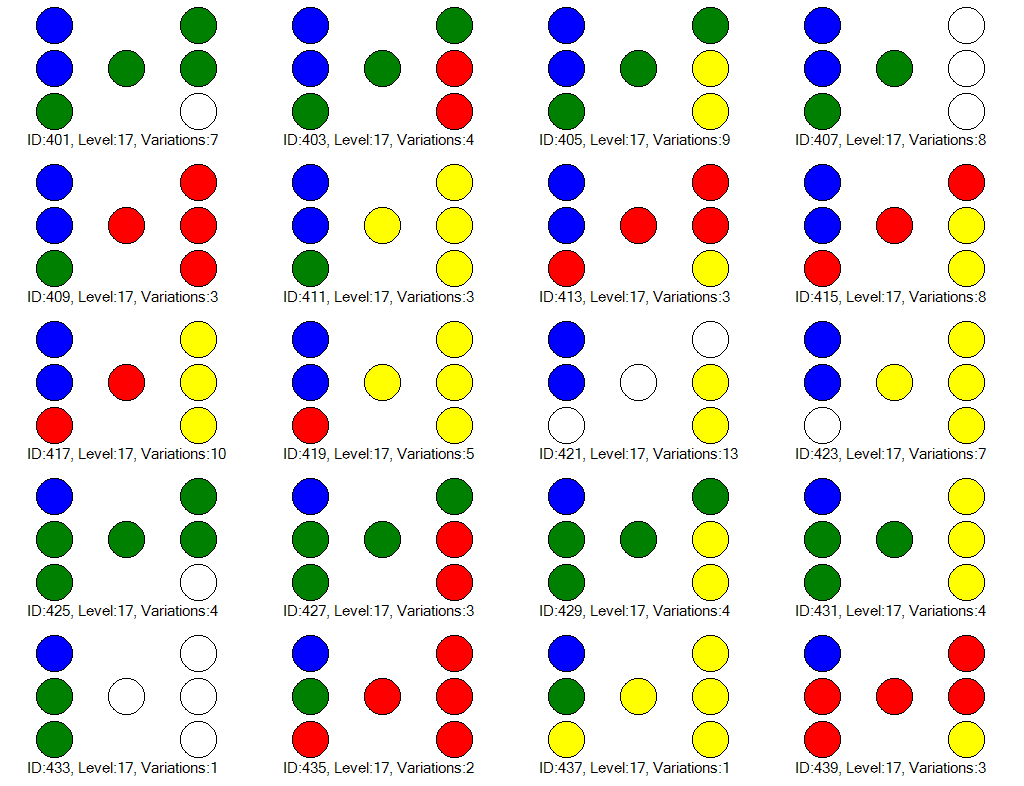 ID:401, Level:17, Variations:7
ID:403, Level:17, Variations:4
ID:405, Level:17, Variations:9
ID:407, Level:17, Variations:8
ID:409, Level:17, Variations:3
ID:411, Level:17, Variations:3
ID:413, Level:17, Variations:3
ID:415, Level:17, Variations:8
ID:417, Level:17, Variations:10
ID:419, Level:17, Variations:5
ID:421, Level:17, Variations:13
ID:423, Level:17, Variations:7
ID:425, Level:17, Variations:4
ID:427, Level:17, Variations:3
ID:429, Level:17, Variations:4
ID:431, Level:17, Variations:4
ID:433, Level:17, Variations:1
ID:435, Level:17, Variations:2
ID:437, Level:17, Variations:1
ID:439, Level:17, Variations:3